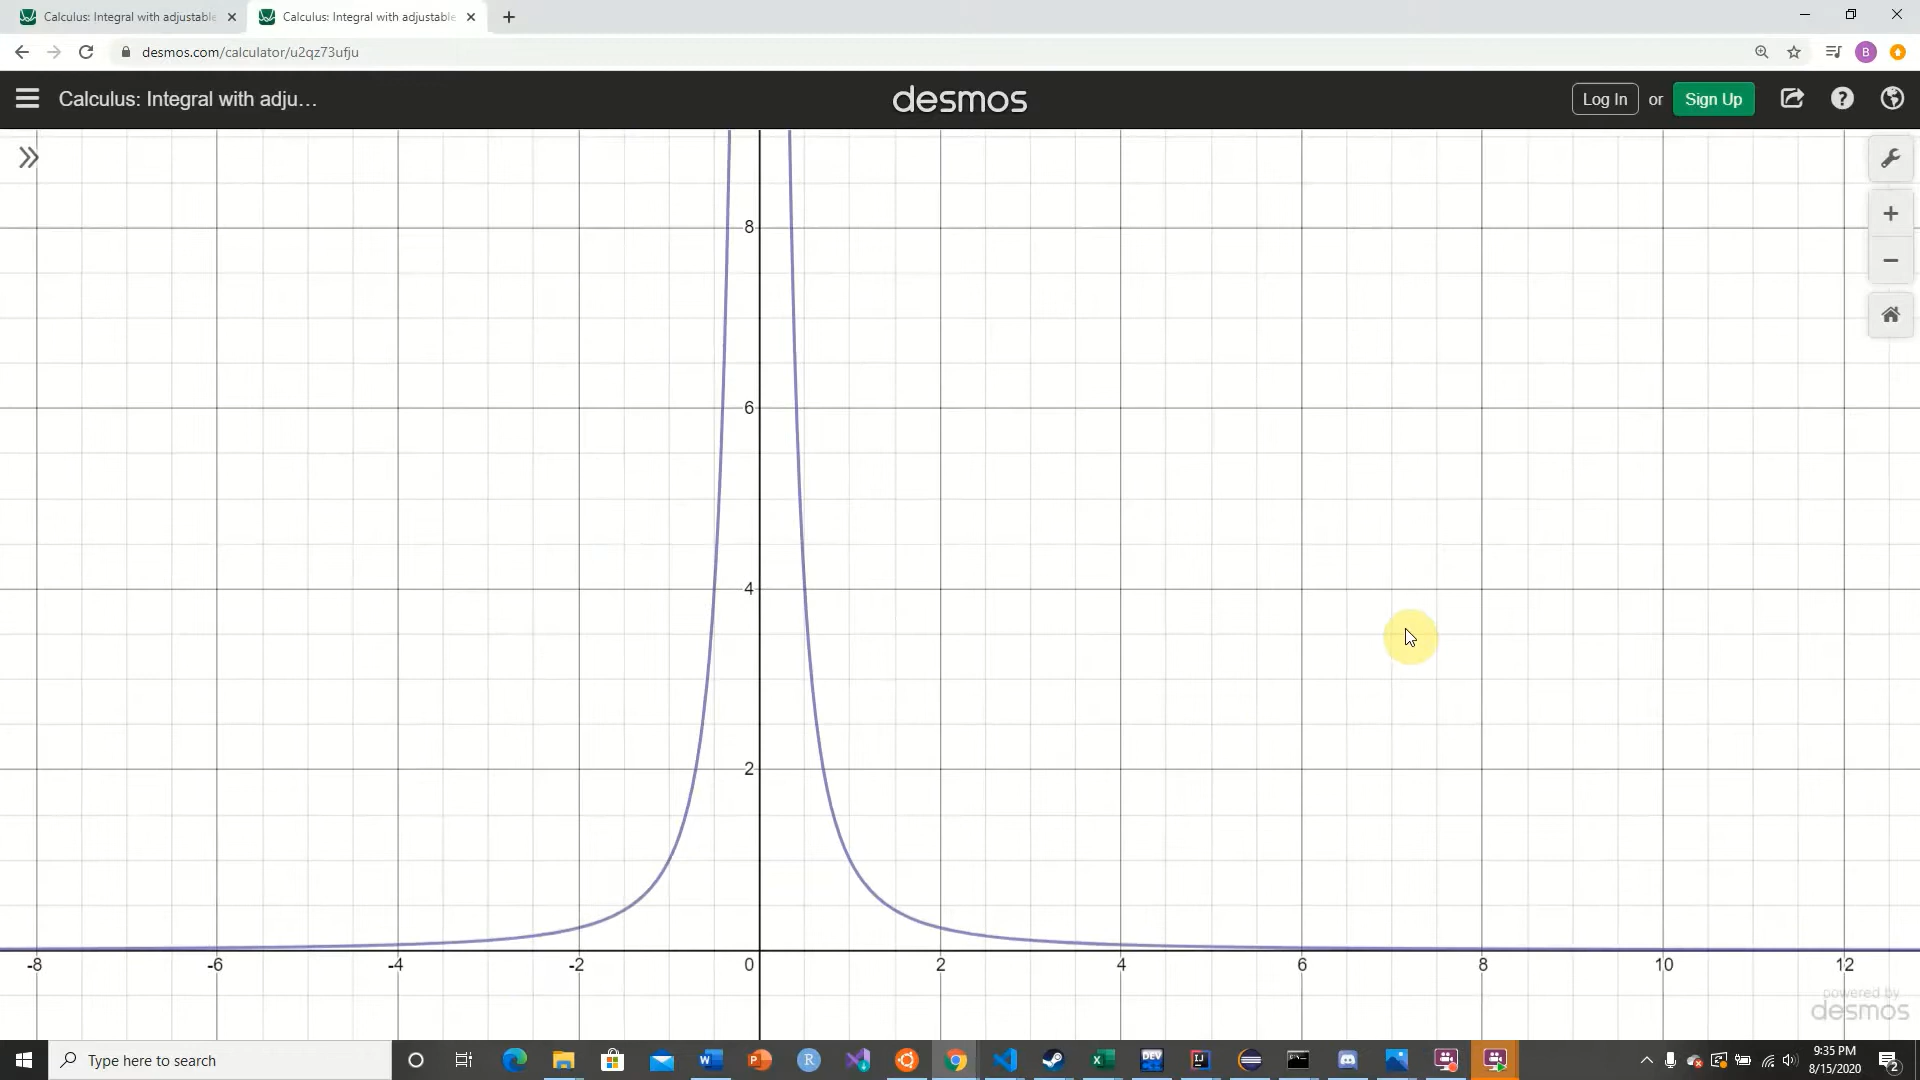 Calculus: Integral with adjustable
Calculus: Integral with adjustable
desmos.com/calculator/u2qz73ufju
B
Calculus: Integral with adju…
desmos
Log In or Sign Up
8
6
4
2
-8 -6 -4 -2 0 2 4 6 8 10 12
powered by
desmos
Type here to search
9:35 PM
8/15/2020
2